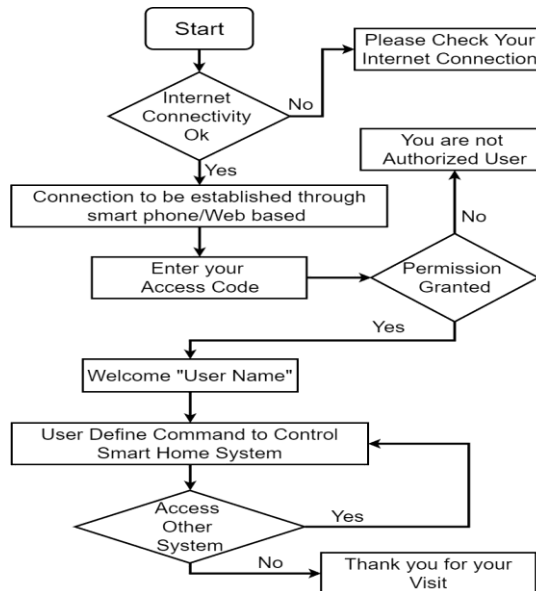 Start
Please Check Your
Internet Connection
Internet
Connectivity
Ok
No
Yes
You are not
Authorized User
Connection to be established through
smart phone/Web based
No
Enter your
Access Code
Permission
Granted
Yes
Welcome "User Name"
User Define Command to Control
Smart Home System
Access
Other
System
Yes
No
Thank you for your
Visit